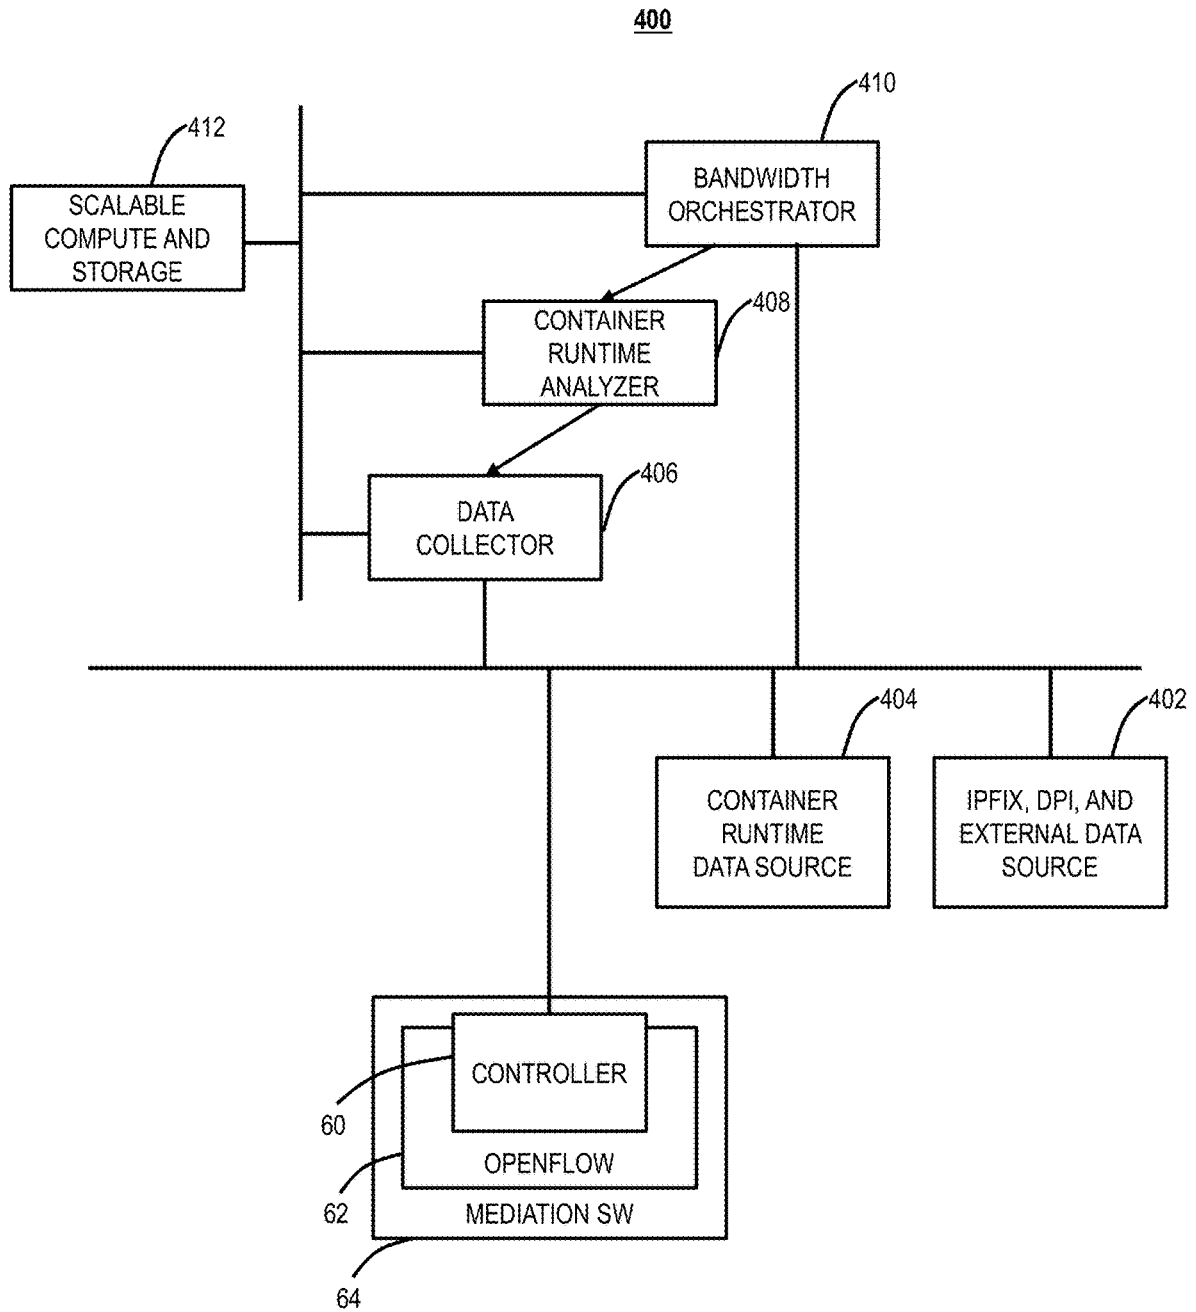 400
410
412
BANDWIDTH
ORCHESTRATOR
SCALABLE
COMPUTE AND
STORAGE
408
CONTAINER
RUNTIME
ANALYZER
406
DATA
COLLECTOR
404
402
CONTAINER
RUNTIME
DATA SOURCE
IPFIX, DPI, AND
EXTERNAL DATA
SOURCE
CONTROLLER
60
OPENFLOW
62
MEDIATION SW
64